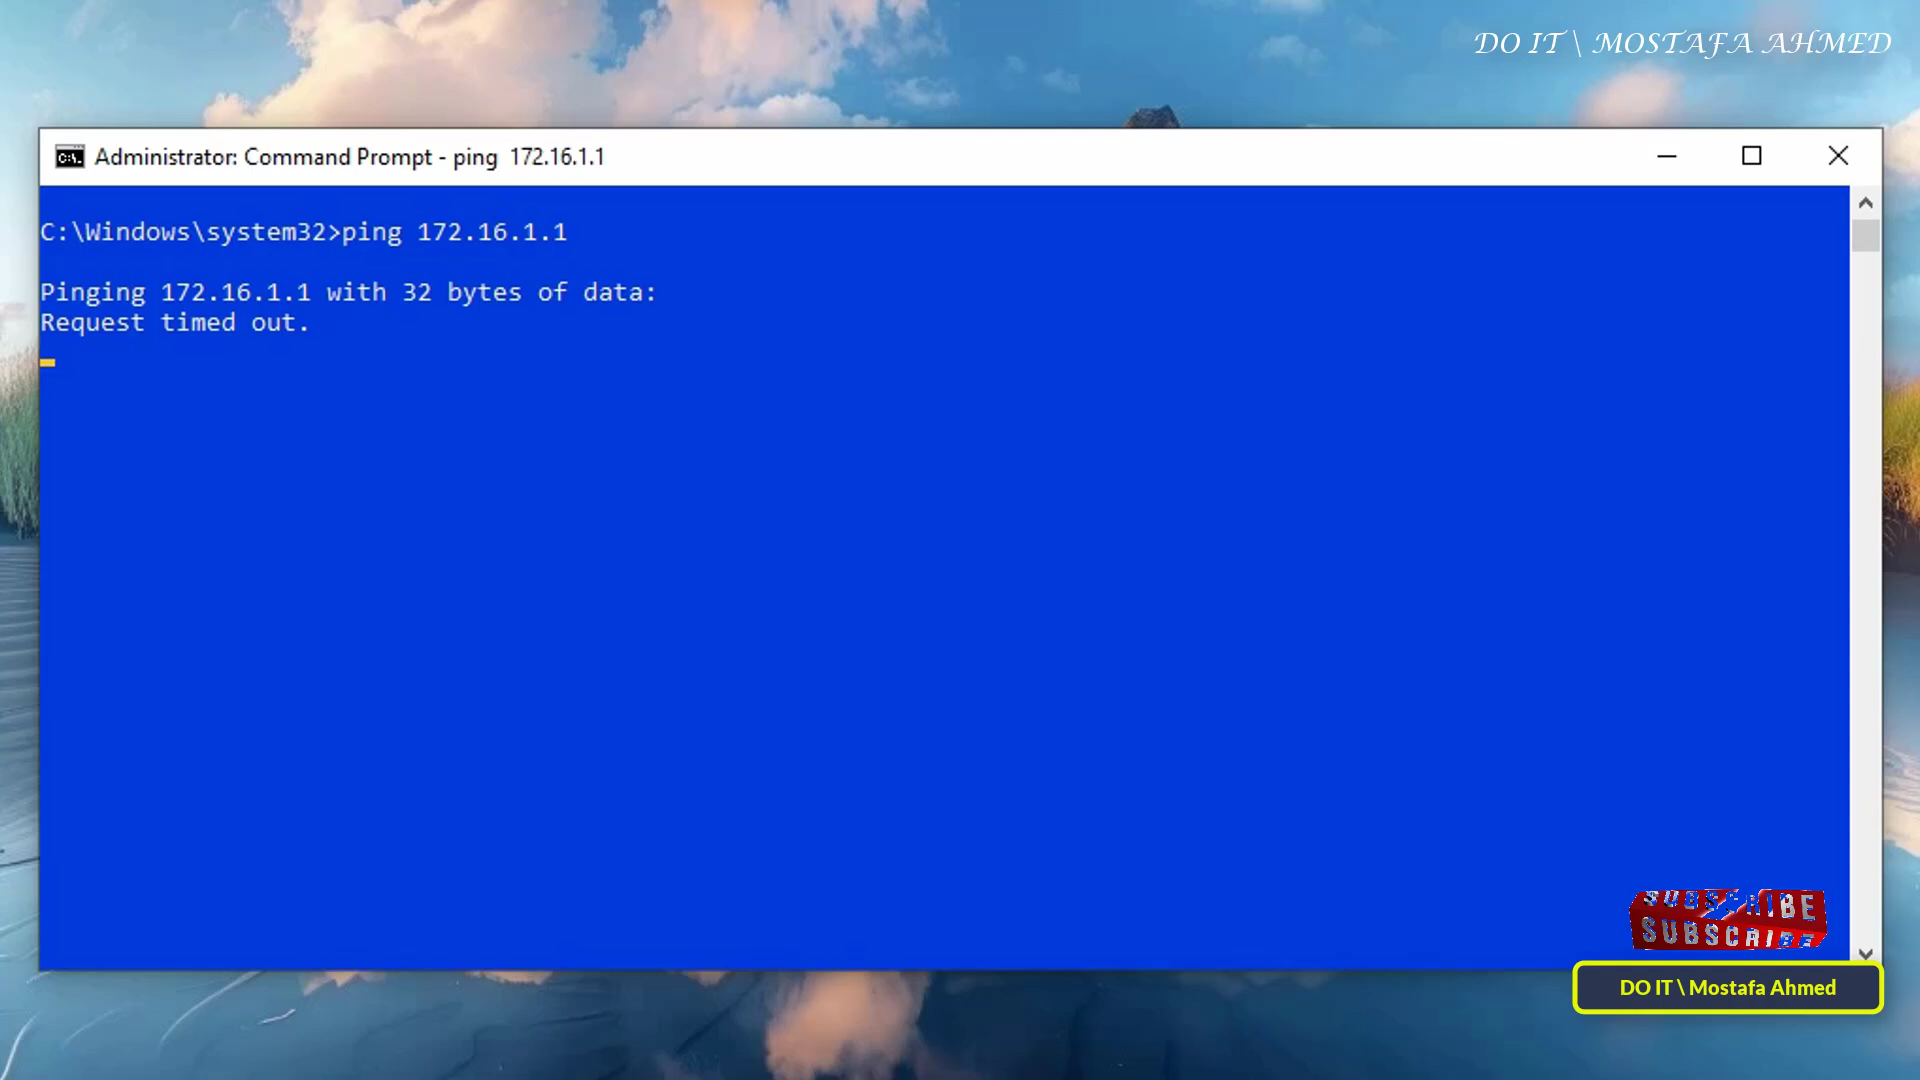 DO IT \ MOSTAFA AHMED
Administrator: Command Prompt - ping 172.16.1.1
C:\Windows\system32>ping 172.16.1.1
Pinging 172.16.1.1 with 32 bytes of data:
Request timed out.
SUBSCRIBE
SUBSCRIBE
DO IT \ Mostafa Ahmed